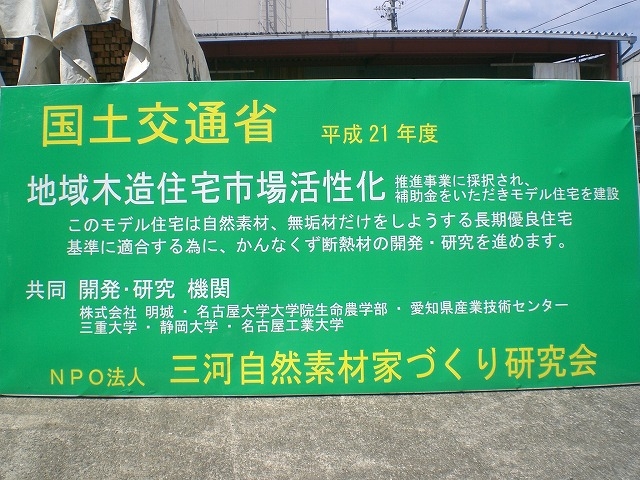 国土交通省 平成21年度
地域木造住宅市場活性化 推進事業に採択され、
補助金をいただきモデル住宅を建設
このモデル住宅は自然素材、無垢材だけをしようする長期優良住宅
基準に適合する為に、かんなくず断熱材の開発・研究を進めます。
共同 開発・研究 機関
株式会社 明城 ・ 名古屋大学大学院生命農学部 ・ 愛知県産業技術センター
三重大学 ・ 静岡大学 ・ 名古屋工業大学
NPO法人 三河自然素材家づくり研究会